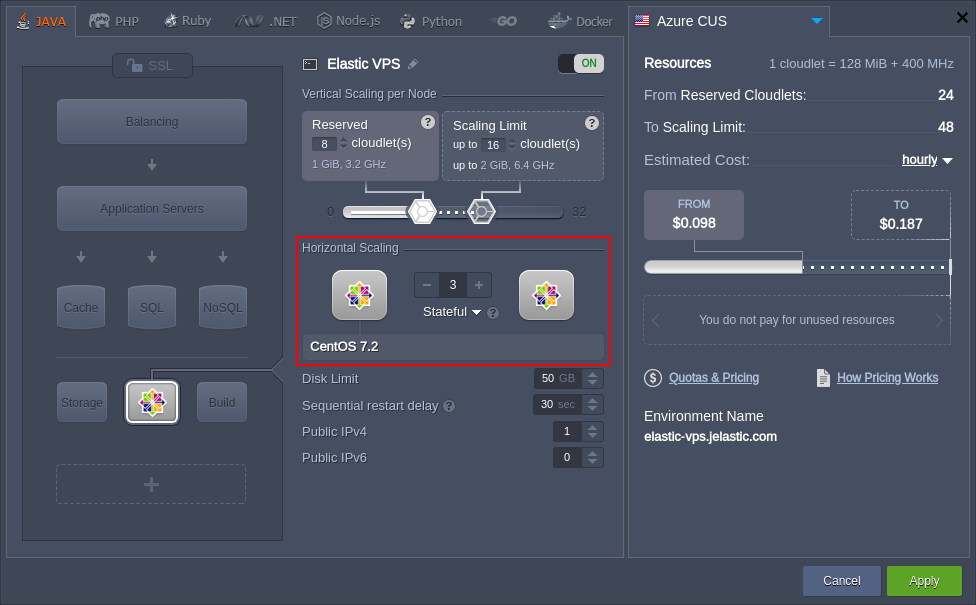 JAVA PHP Ruby .NET Node.js Python GO Docker
Azure CUS
SSL
Balancing
Application Servers
Cache SQL NoSQL
Storage Build
Elastic VPS ON
Vertical Scaling per Node
Reserved ?
8 cloudlet(s)
1 GiB, 3.2 GHz
Scaling Limit ?
up to 16 cloudlet(s)
up to 2 GiB, 6.4 GHz
0 32
Horizontal Scaling
3
Stateful ?
CentOS 7.2
Disk Limit 50 GB
Sequential restart delay ? 30 sec
Public IPv4 1
Public IPv6 0
Resources 1 cloudlet = 128 MiB + 400 MHz
From Reserved Cloudlets: 24
To Scaling Limit: 48
Estimated Cost: hourly
FROM
$0.098
TO
$0.187
You do not pay for unused resources
$ Quotas & Pricing How Pricing Works
Environment Name
elastic-vps.jelastic.com
Cancel Apply